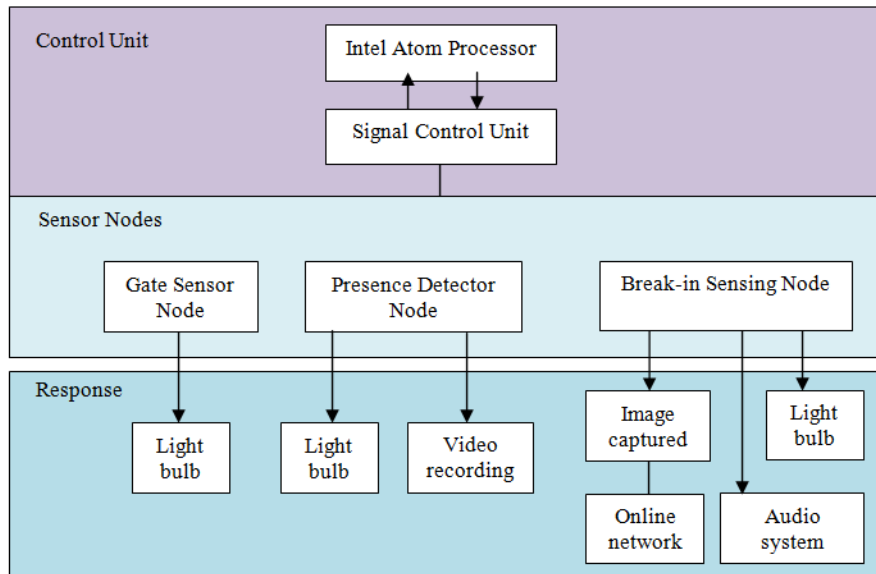 Control Unit
Intel Atom Processor
Signal Control Unit
Sensor Nodes
Gate Sensor
Node
Presence Detector
Node
Break-in Sensing Node
Response
Light
bulb
Light
bulb
Video
recording
Image
captured
Light
bulb
Online
network
Audio
system